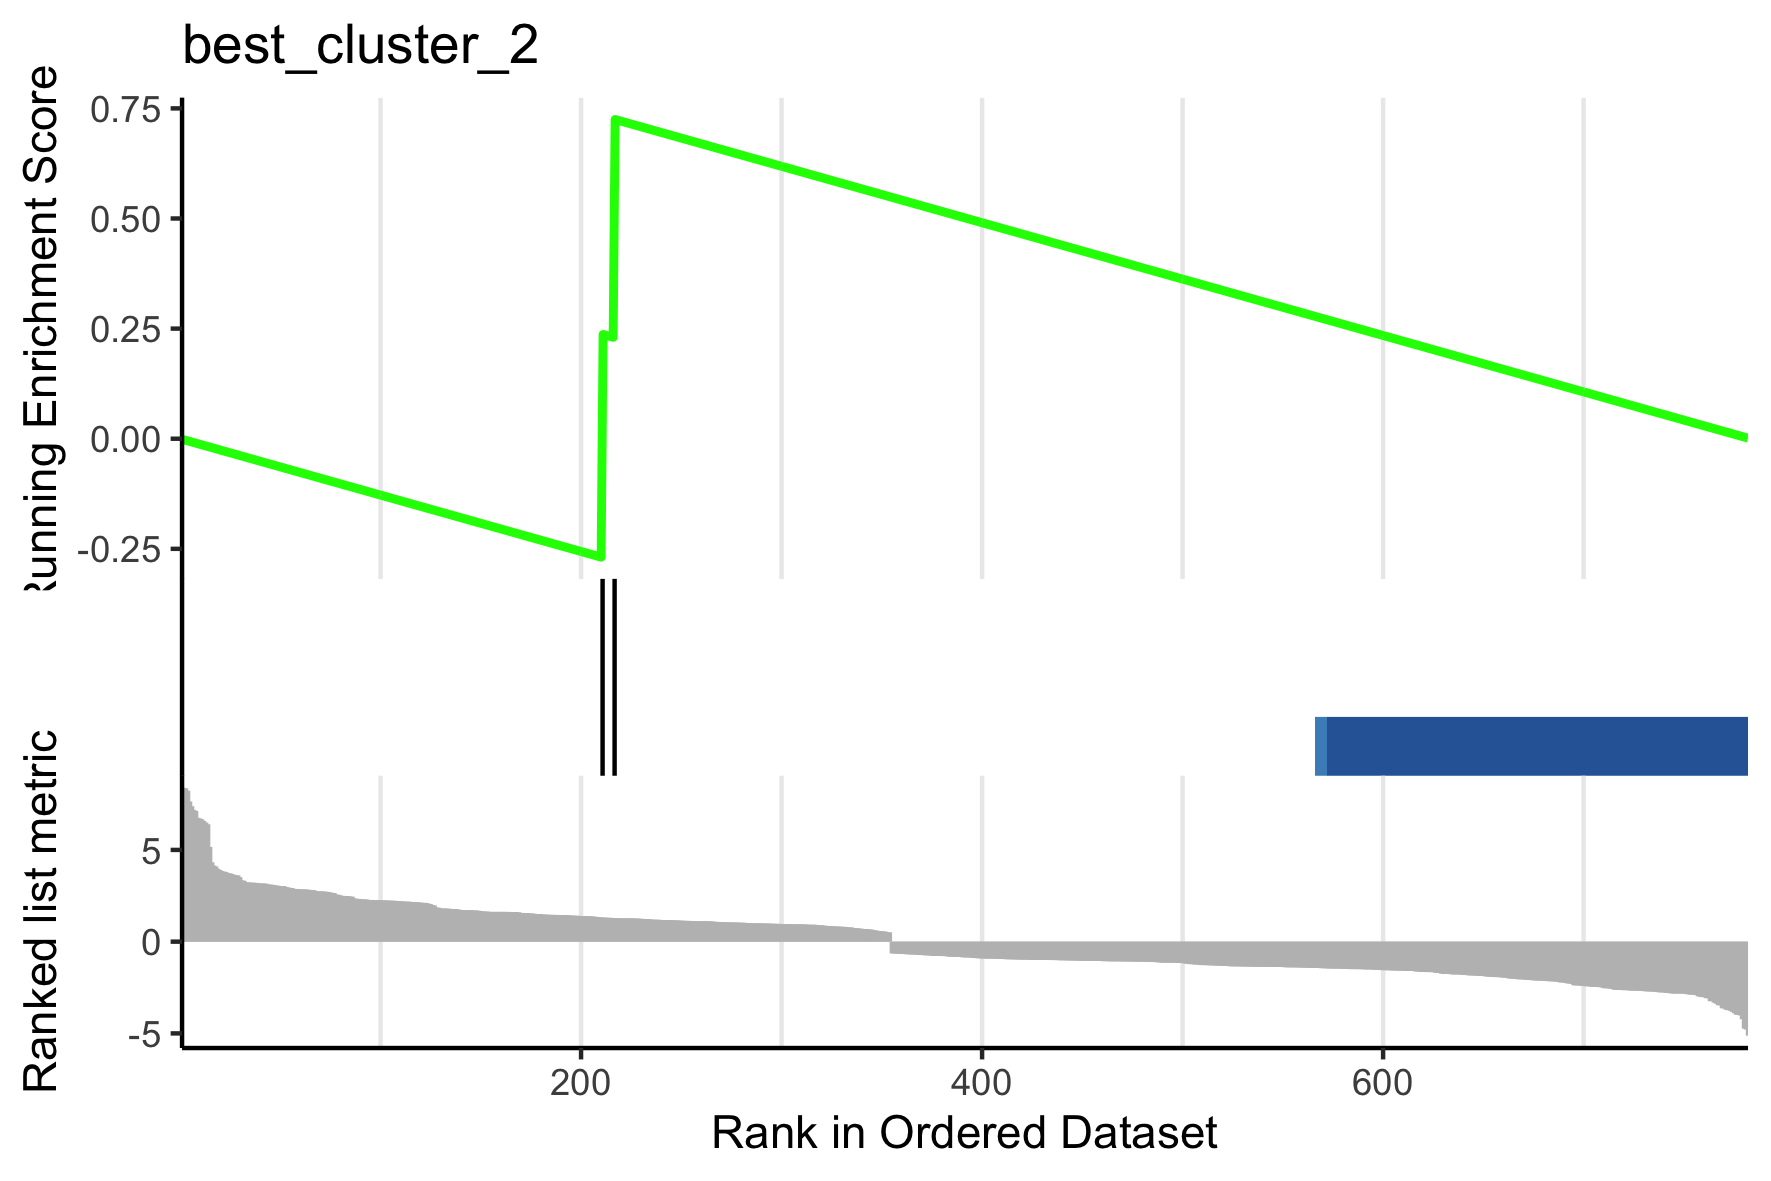 best_cluster_2
Running Enrichment Score
0.75
0.50
0.25
0.00
-0.25
Ranked list metric
5
0
-5
200 400 600
Rank in Ordered Dataset